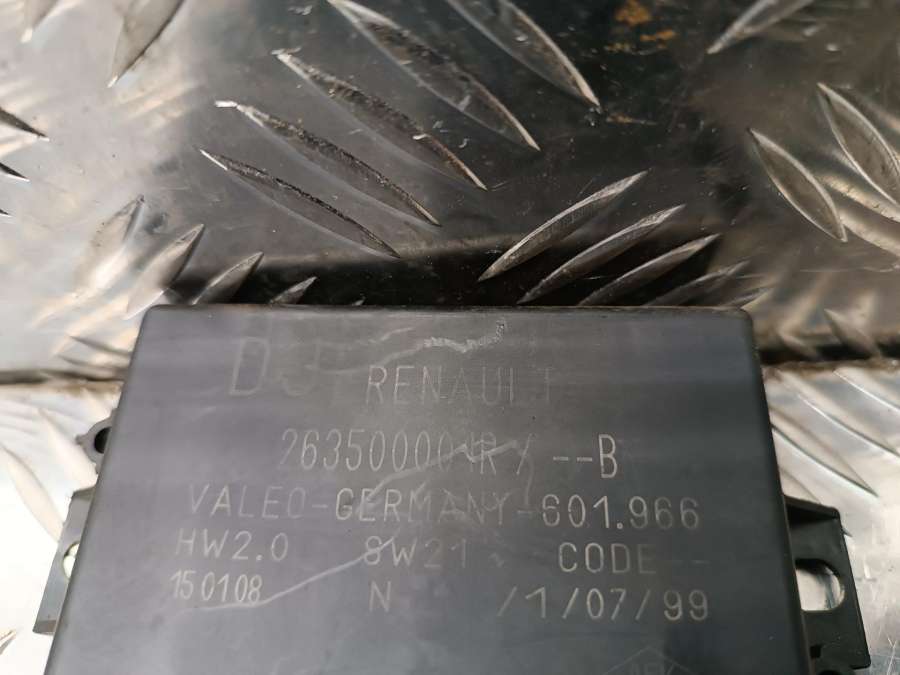 RENAULT
263500001R / --B
VALEO-GERMANY-601.966
HW2.0 SW21 CODE
150108 N /1/07/99